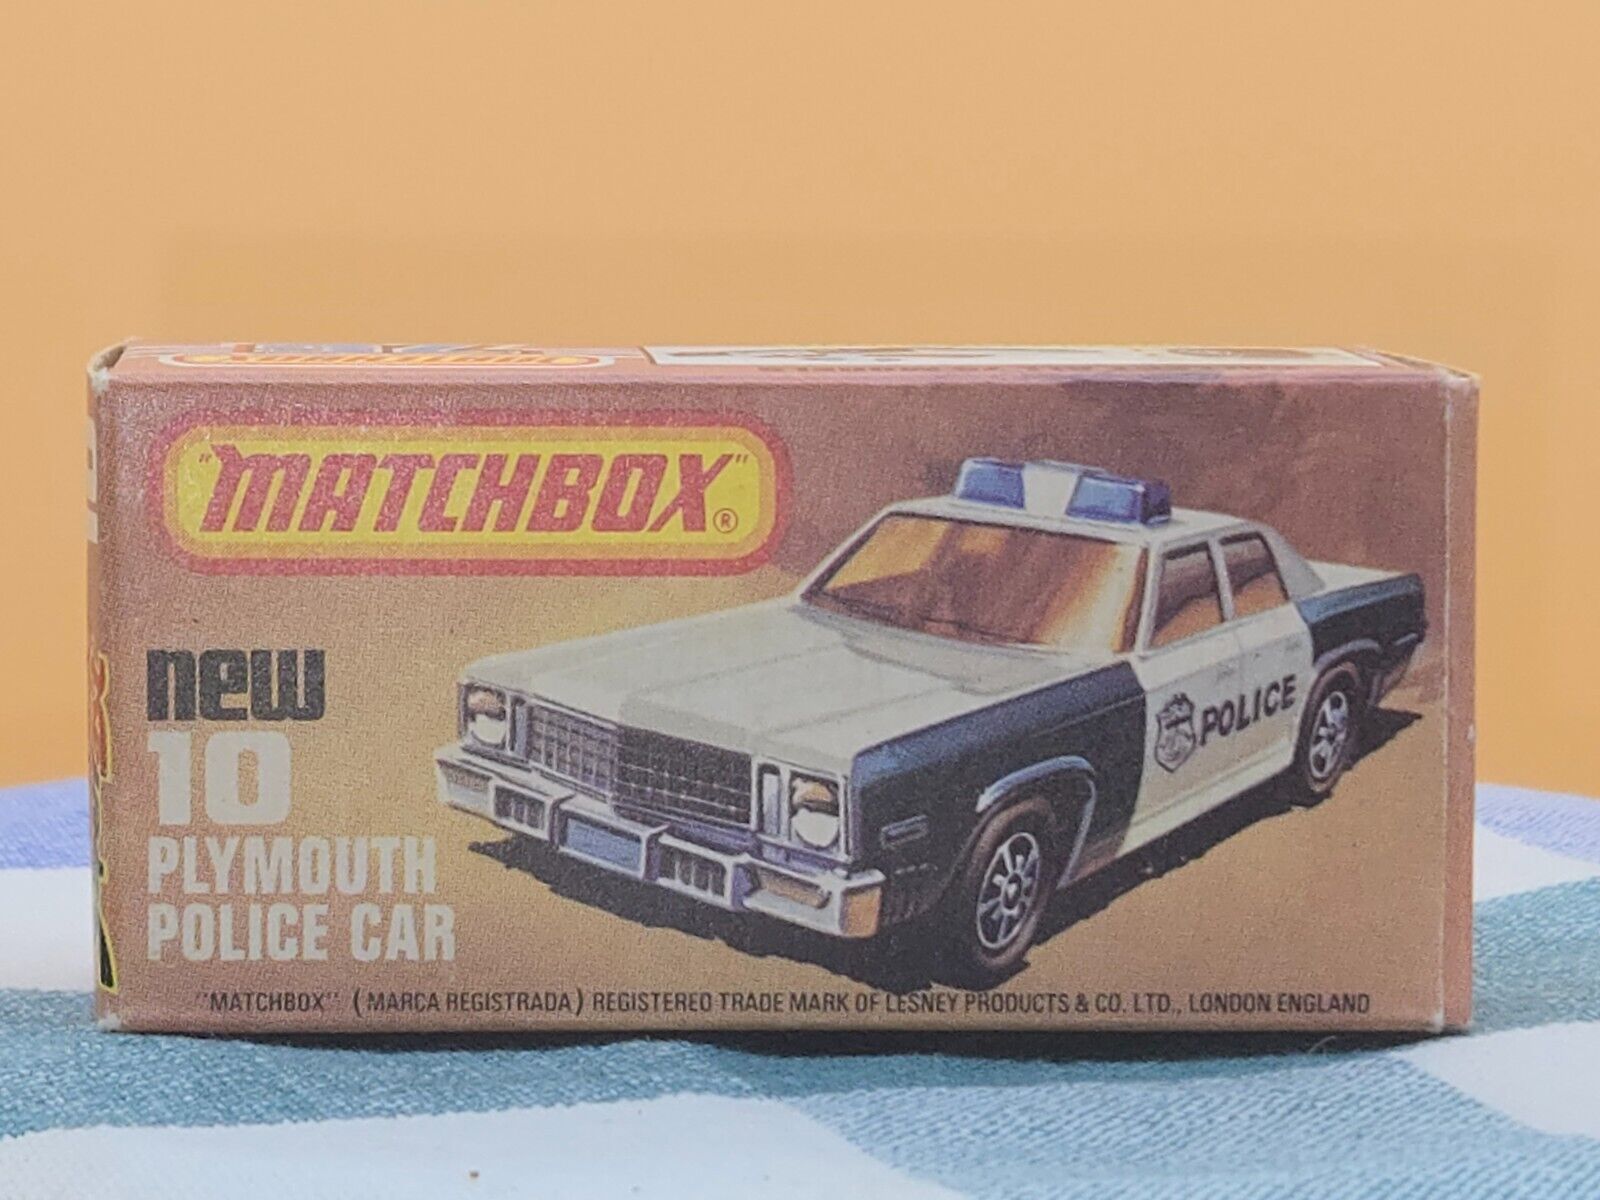 "MATCHBOX"®
new
10
PLYMOUTH
POLICE CAR
POLICE
"MATCHBOX" (MARCA REGISTRADA) REGISTERED TRADE MARK OF LESNEY PRODUCTS & CO. LTD., LONDON ENGLAND